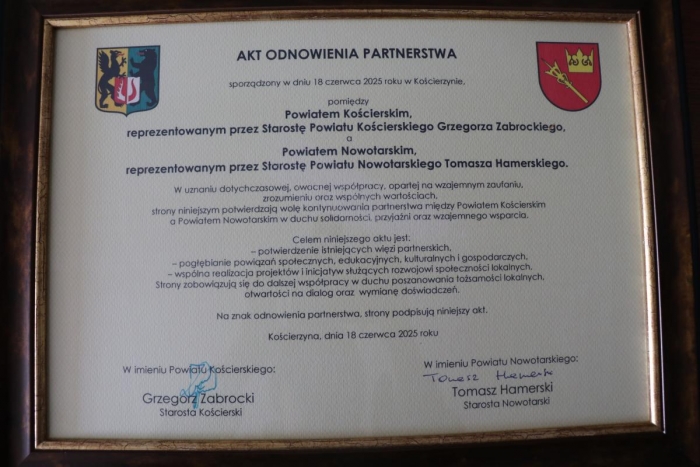 AKT ODNOWIENIA PARTNERSTWA
sporządzony w dniu 18 czerwca 2025 roku w Kościerzynie,
pomiędzy
Powiatem Kościerskim,
reprezentowanym przez Starostę Powiatu Kościerskiego Grzegorza Zabrockiego,
a
Powiatem Nowotarskim,
reprezentowanym przez Starostę Powiatu Nowotarskiego Tomasza Hamerskiego.
W uznaniu dotychczasowej, owocnej współpracy, opartej na wzajemnym zaufaniu,
zrozumieniu oraz wspólnych wartościach,
strony niniejszym potwierdzają wolę kontynuowania partnerstwa między Powiatem Kościerskim
a Powiatem Nowotarskim w duchu solidarności, przyjaźni oraz wzajemnego wsparcia.
Celem niniejszego aktu jest:
– potwierdzenie istniejących więzi partnerskich,
– pogłębianie powiązań społecznych, edukacyjnych, kulturalnych i gospodarczych,
– wspólna realizacja projektów i inicjatyw służących rozwojowi społeczności lokalnych.
Strony zobowiązują się do dalszej współpracy w duchu poszanowania tożsamości lokalnych,
otwartości na dialog oraz wymianę doświadczeń.
Na znak odnowienia partnerstwa, strony podpisują niniejszy akt.
Kościerzyna, dnia 18 czerwca 2025 roku
W imieniu Powiatu Kościerskiego:
Grzegorz Zabrocki
Starosta Kościerski
W imieniu Powiatu Nowotarskiego:
Tomasz Hamerski
Tomasz Hamerski
Starosta Nowotarski